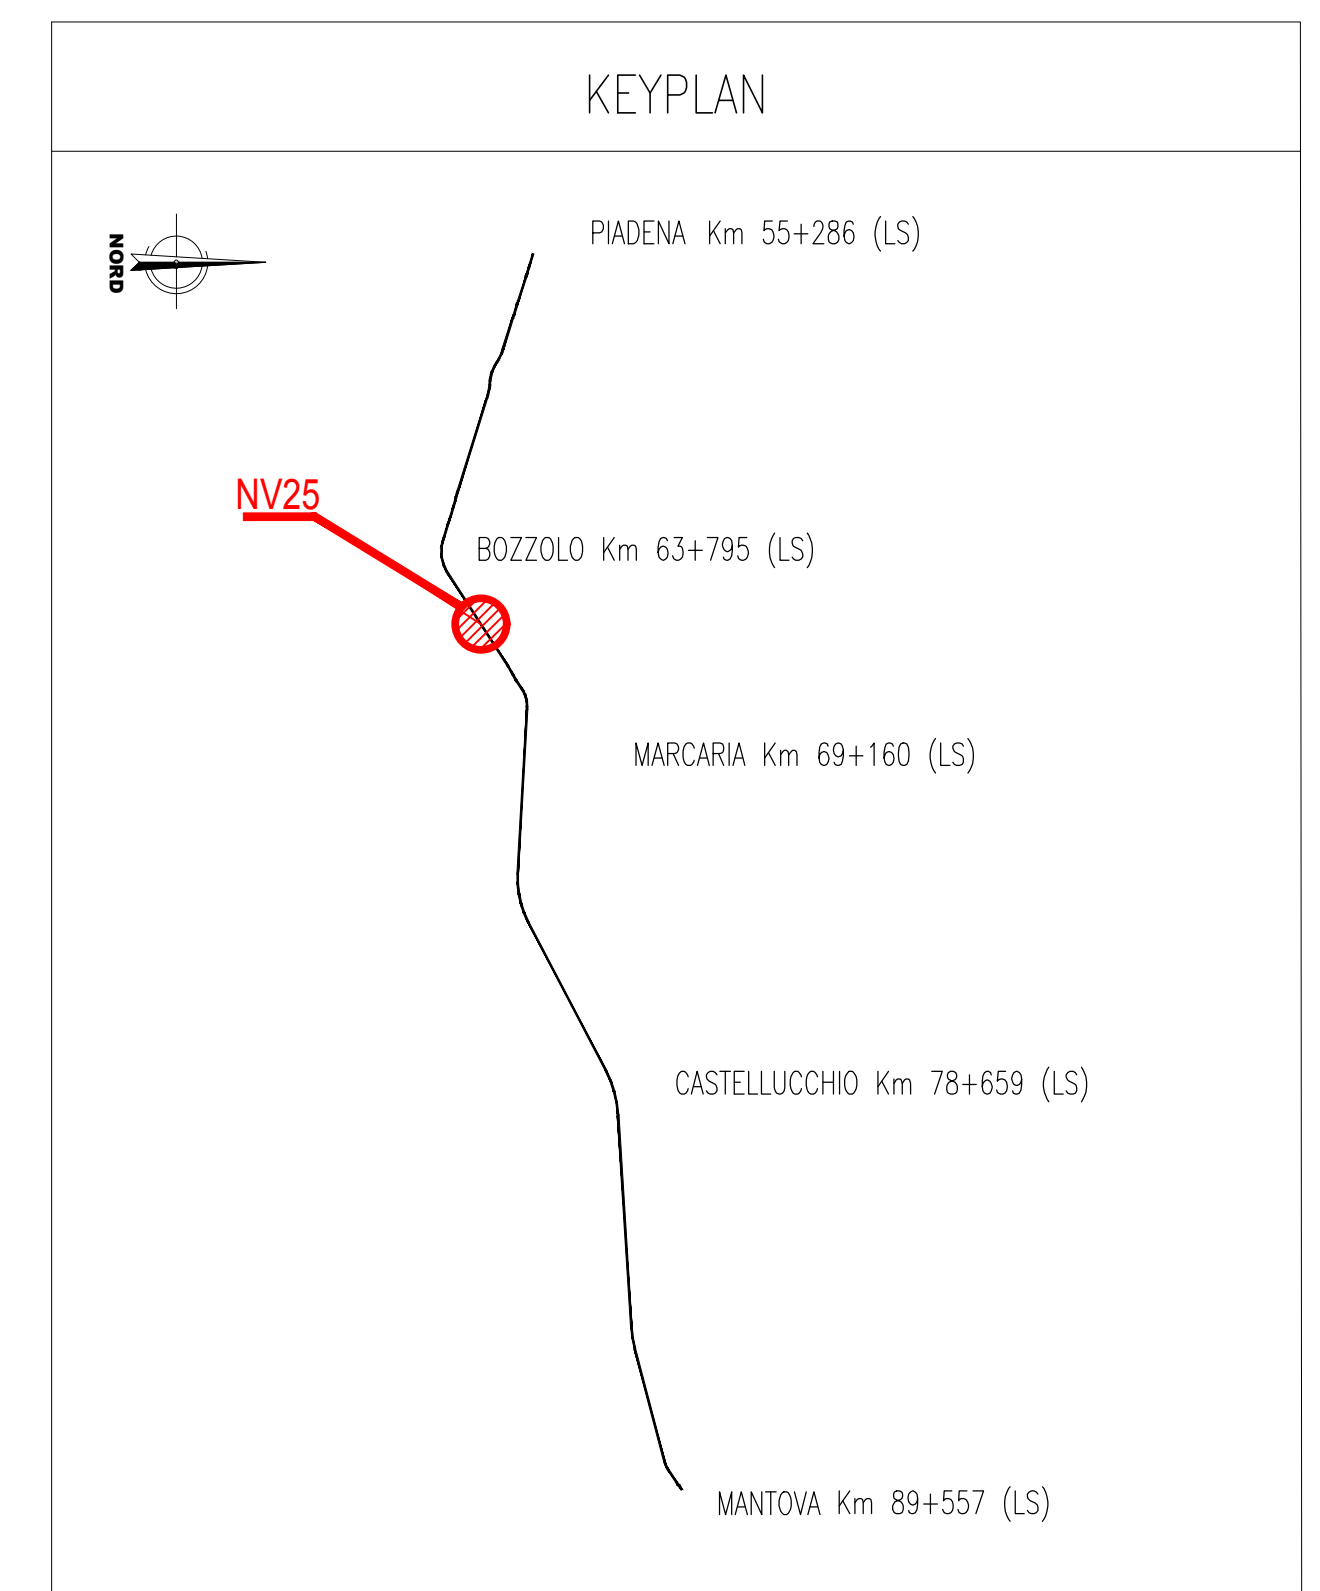 KEYPLAN
PIADENA Km 55+286 (LS)
NORD
NV25
BOZZOLO Km 63+795 (LS)
MARCARIA Km 69+160 (LS)
CASTELLUCCHIO Km 78+659 (LS)
MANTOVA Km 89+557 (LS)